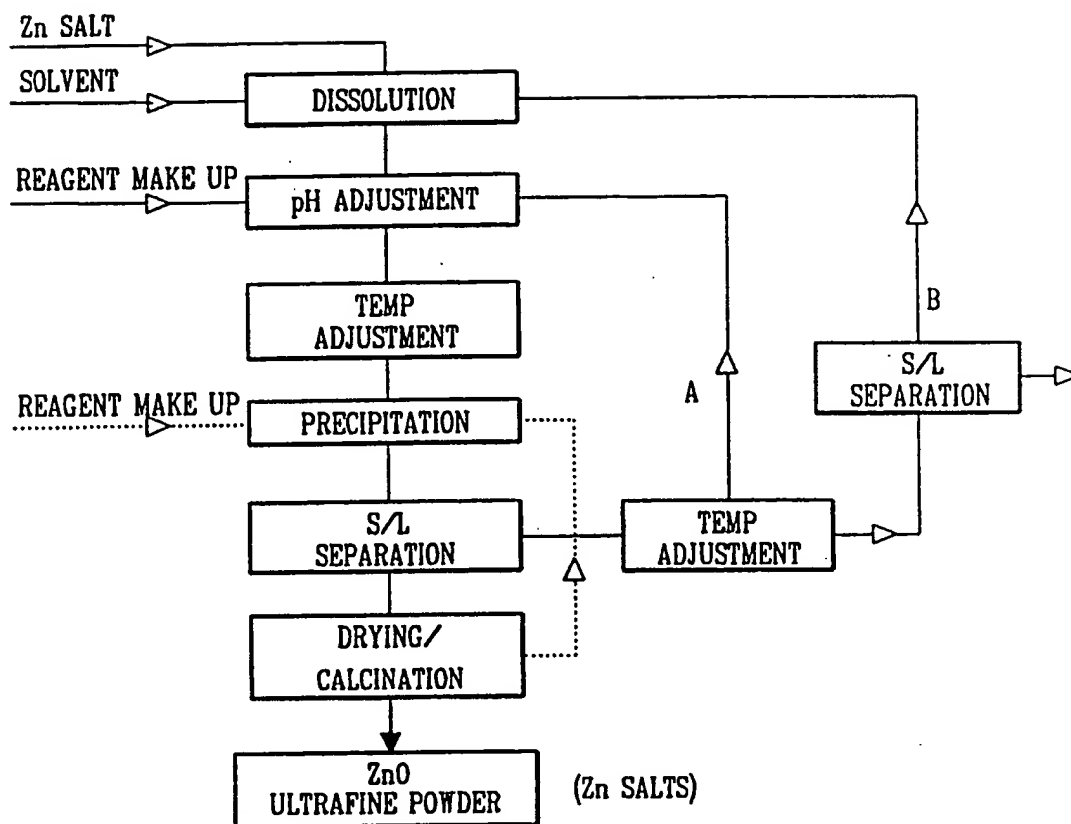 Zn SALT
SOLVENT
DISSOLUTION
REAGENT MAKE UP
pH ADJUSTMENT
TEMP
ADJUSTMENT
B
S/L
SEPARATION
A
REAGENT MAKE UP
PRECIPITATION
S/L
SEPARATION
TEMP
ADJUSTMENT
DRYING/
CALCINATION
ZnO
ULTRAFINE POWDER
(Zn SALTS)